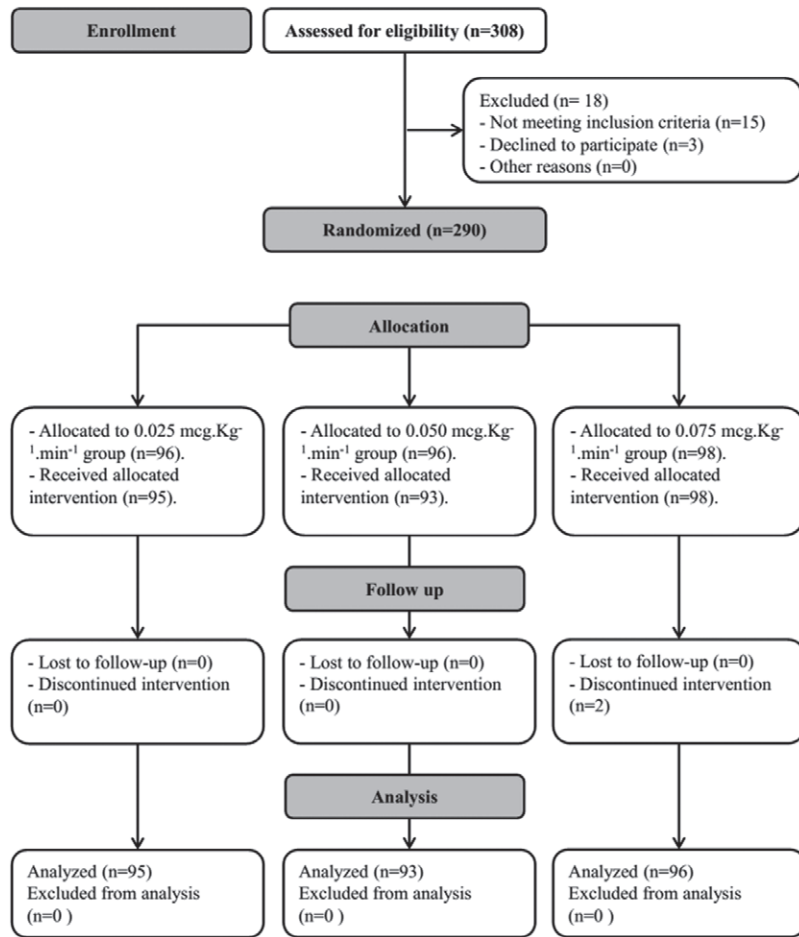 Enrollment
Assessed for eligibility (n=308)
Excluded (n= 18)
- Not meeting inclusion criteria (n=15)
- Declined to participate (n=3)
- Other reasons (n=0)
Randomized (n=290)
Allocation
- Allocated to 0.025 mcg.Kg-
1.min-1 group (n=96).
- Received allocated
intervention (n=95).
- Allocated to 0.050 mcg.Kg-
1.min-1 group (n=96).
- Received allocated
intervention (n=93).
- Allocated to 0.075 mcg.Kg-
1.min-1 group (n=98).
- Received allocated
intervention (n=98).
Follow up
- Lost to follow-up (n=0)
- Discontinued intervention
(n=0)
- Lost to follow-up (n=0)
- Discontinued intervention
(n=0)
- Lost to follow-up (n=0)
- Discontinued intervention
(n=2)
Analysis
Analyzed (n=95)
Excluded from analysis
(n=0 )
Analyzed (n=93)
Excluded from analysis
(n=0 )
Analyzed (n=96)
Excluded from analysis
(n=0 )